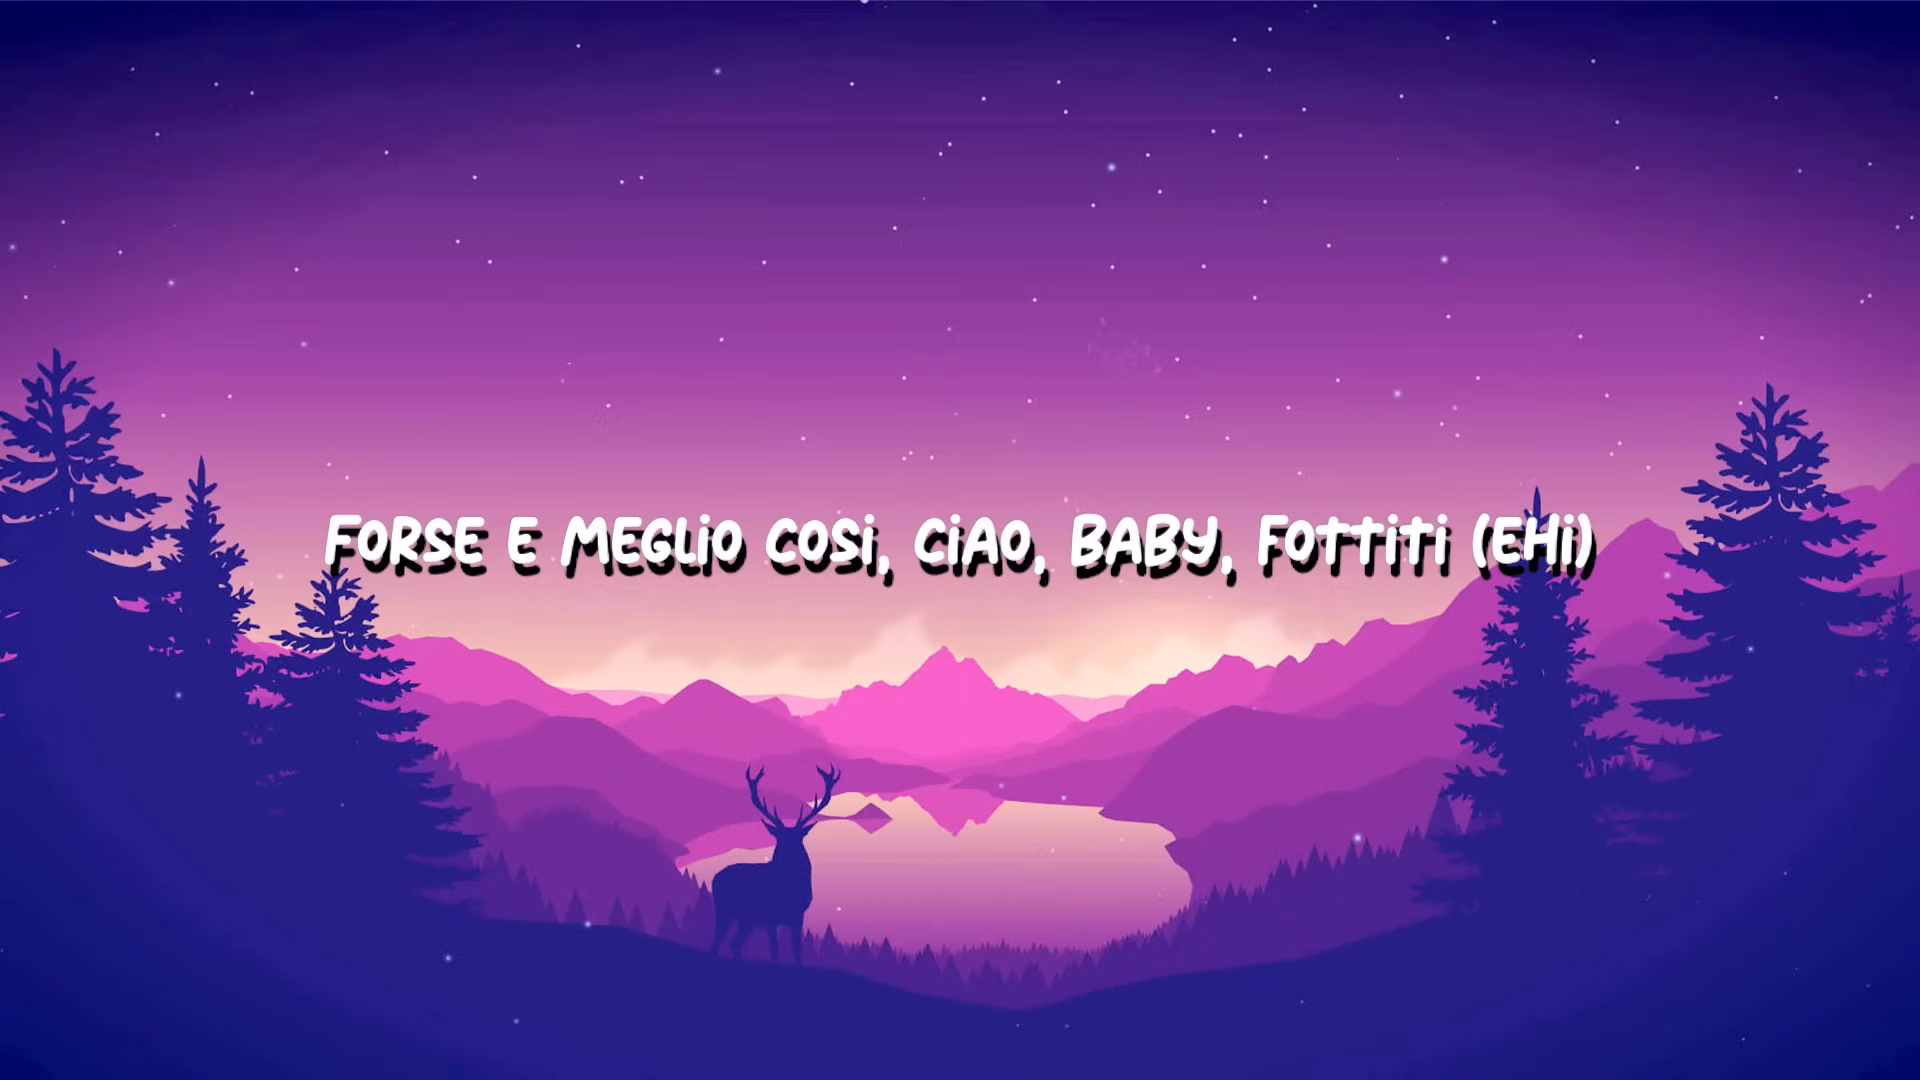 FORSE E MEGLIO COSI, CIAO, BABY, FOTTITI (EHI)